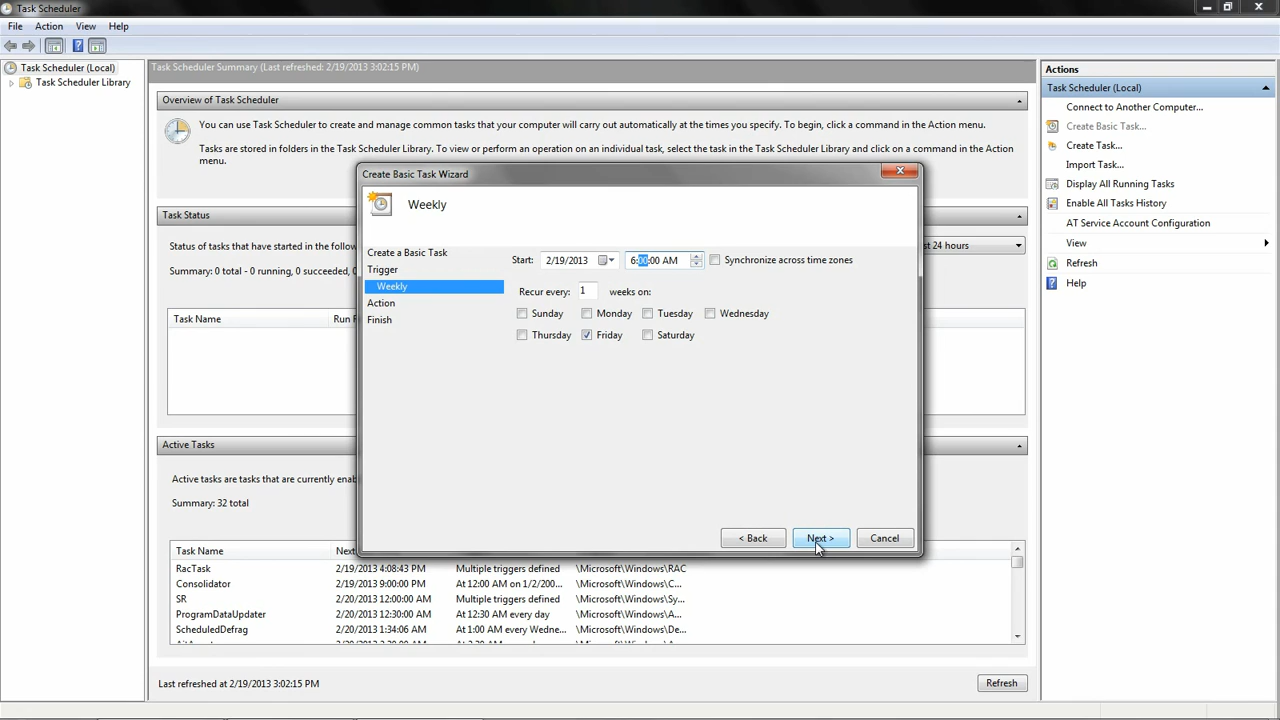 Task Scheduler
File Action View Help
Task Scheduler (Local)
Task Scheduler Library
Task Scheduler Summary (Last refreshed: 2/19/2013 3:02:15 PM)
Overview of Task Scheduler
You can use Task Scheduler to create and manage common tasks that your computer will carry out automatically at the times you specify. To begin, click a command in the Action menu.
Tasks are stored in folders in the Task Scheduler Library. To view or perform an operation on an individual task, select the task in the Task Scheduler Library and click on a command in the Action
menu.
Task Status
Status of tasks that have started in the follow
st 24 hours
Summary: 0 total - 0 running, 0 succeeded,
Task Name Run
Active Tasks
Active tasks are tasks that are currently enab
Summary: 32 total
Task Name Next
RacTask 2/19/2013 4:08:43 PM Multiple triggers defined \Microsoft\Windows\RAC
Consolidator 2/19/2013 9:00:00 PM At 12:00 AM on 1/2/200... \Microsoft\Windows\Cu...
SR 2/20/2013 12:00:00 AM Multiple triggers defined \Microsoft\Windows\Sy...
ProgramDataUpdater 2/20/2013 12:30:00 AM At 12:30 AM every day \Microsoft\Windows\A...
ScheduledDefrag 2/20/2013 1:34:06 AM At 1:00 AM every Wedne... \Microsoft\Windows\De...
Last refreshed at 2/19/2013 3:02:15 PM
Refresh
Create Basic Task Wizard
Weekly
Create a Basic Task
Trigger
Weekly
Action
Finish
Start: 2/19/2013 6:00:00 AM Synchronize across time zones
Recur every: 1 weeks on:
Sunday Monday Tuesday Wednesday
Thursday Friday Saturday
< Back Next > Cancel
Actions
Task Scheduler (Local)
Connect to Another Computer...
Create Basic Task...
Create Task...
Import Task...
Display All Running Tasks
Enable All Tasks History
AT Service Account Configuration
View
Refresh
Help